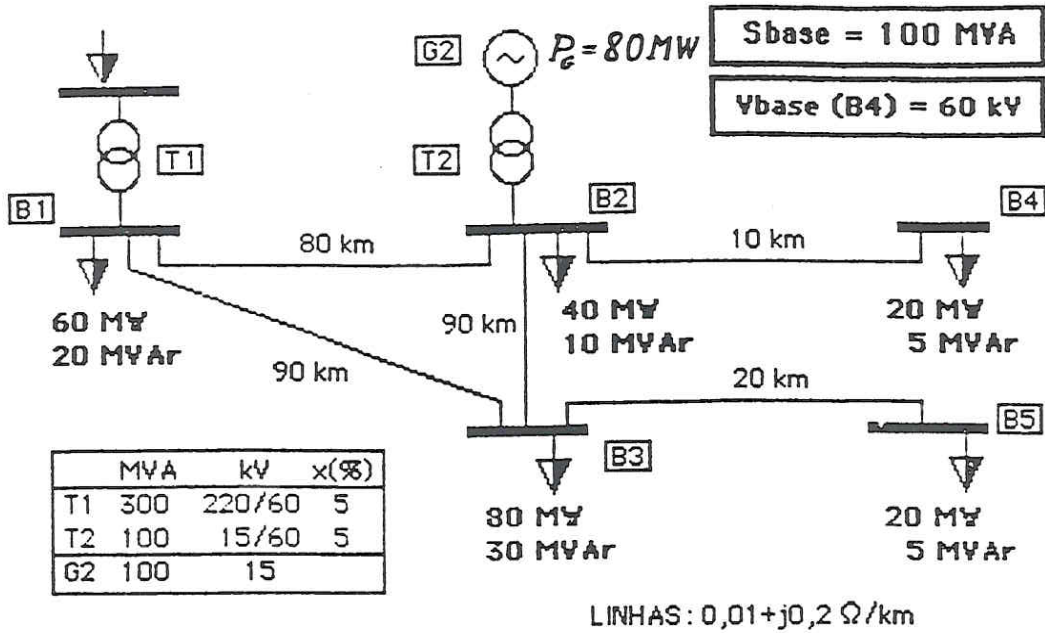 G2
P_G = 80 MW
Sbase = 100 MVA
Vbase (B4) = 60 kV
T1
T2
B1
B2
B4
80 km
10 km
60 MW
20 MVAr
40 MW
10 MVAr
20 MW
5 MVAr
90 km
90 km
20 km
B3
B5
80 MW
30 MVAr
20 MW
5 MVAr
MVA kV x(%)
T1 300 220/60 5
T2 100 15/60 5
G2 100 15
LINHAS: 0,01+j0,2 Ω/km